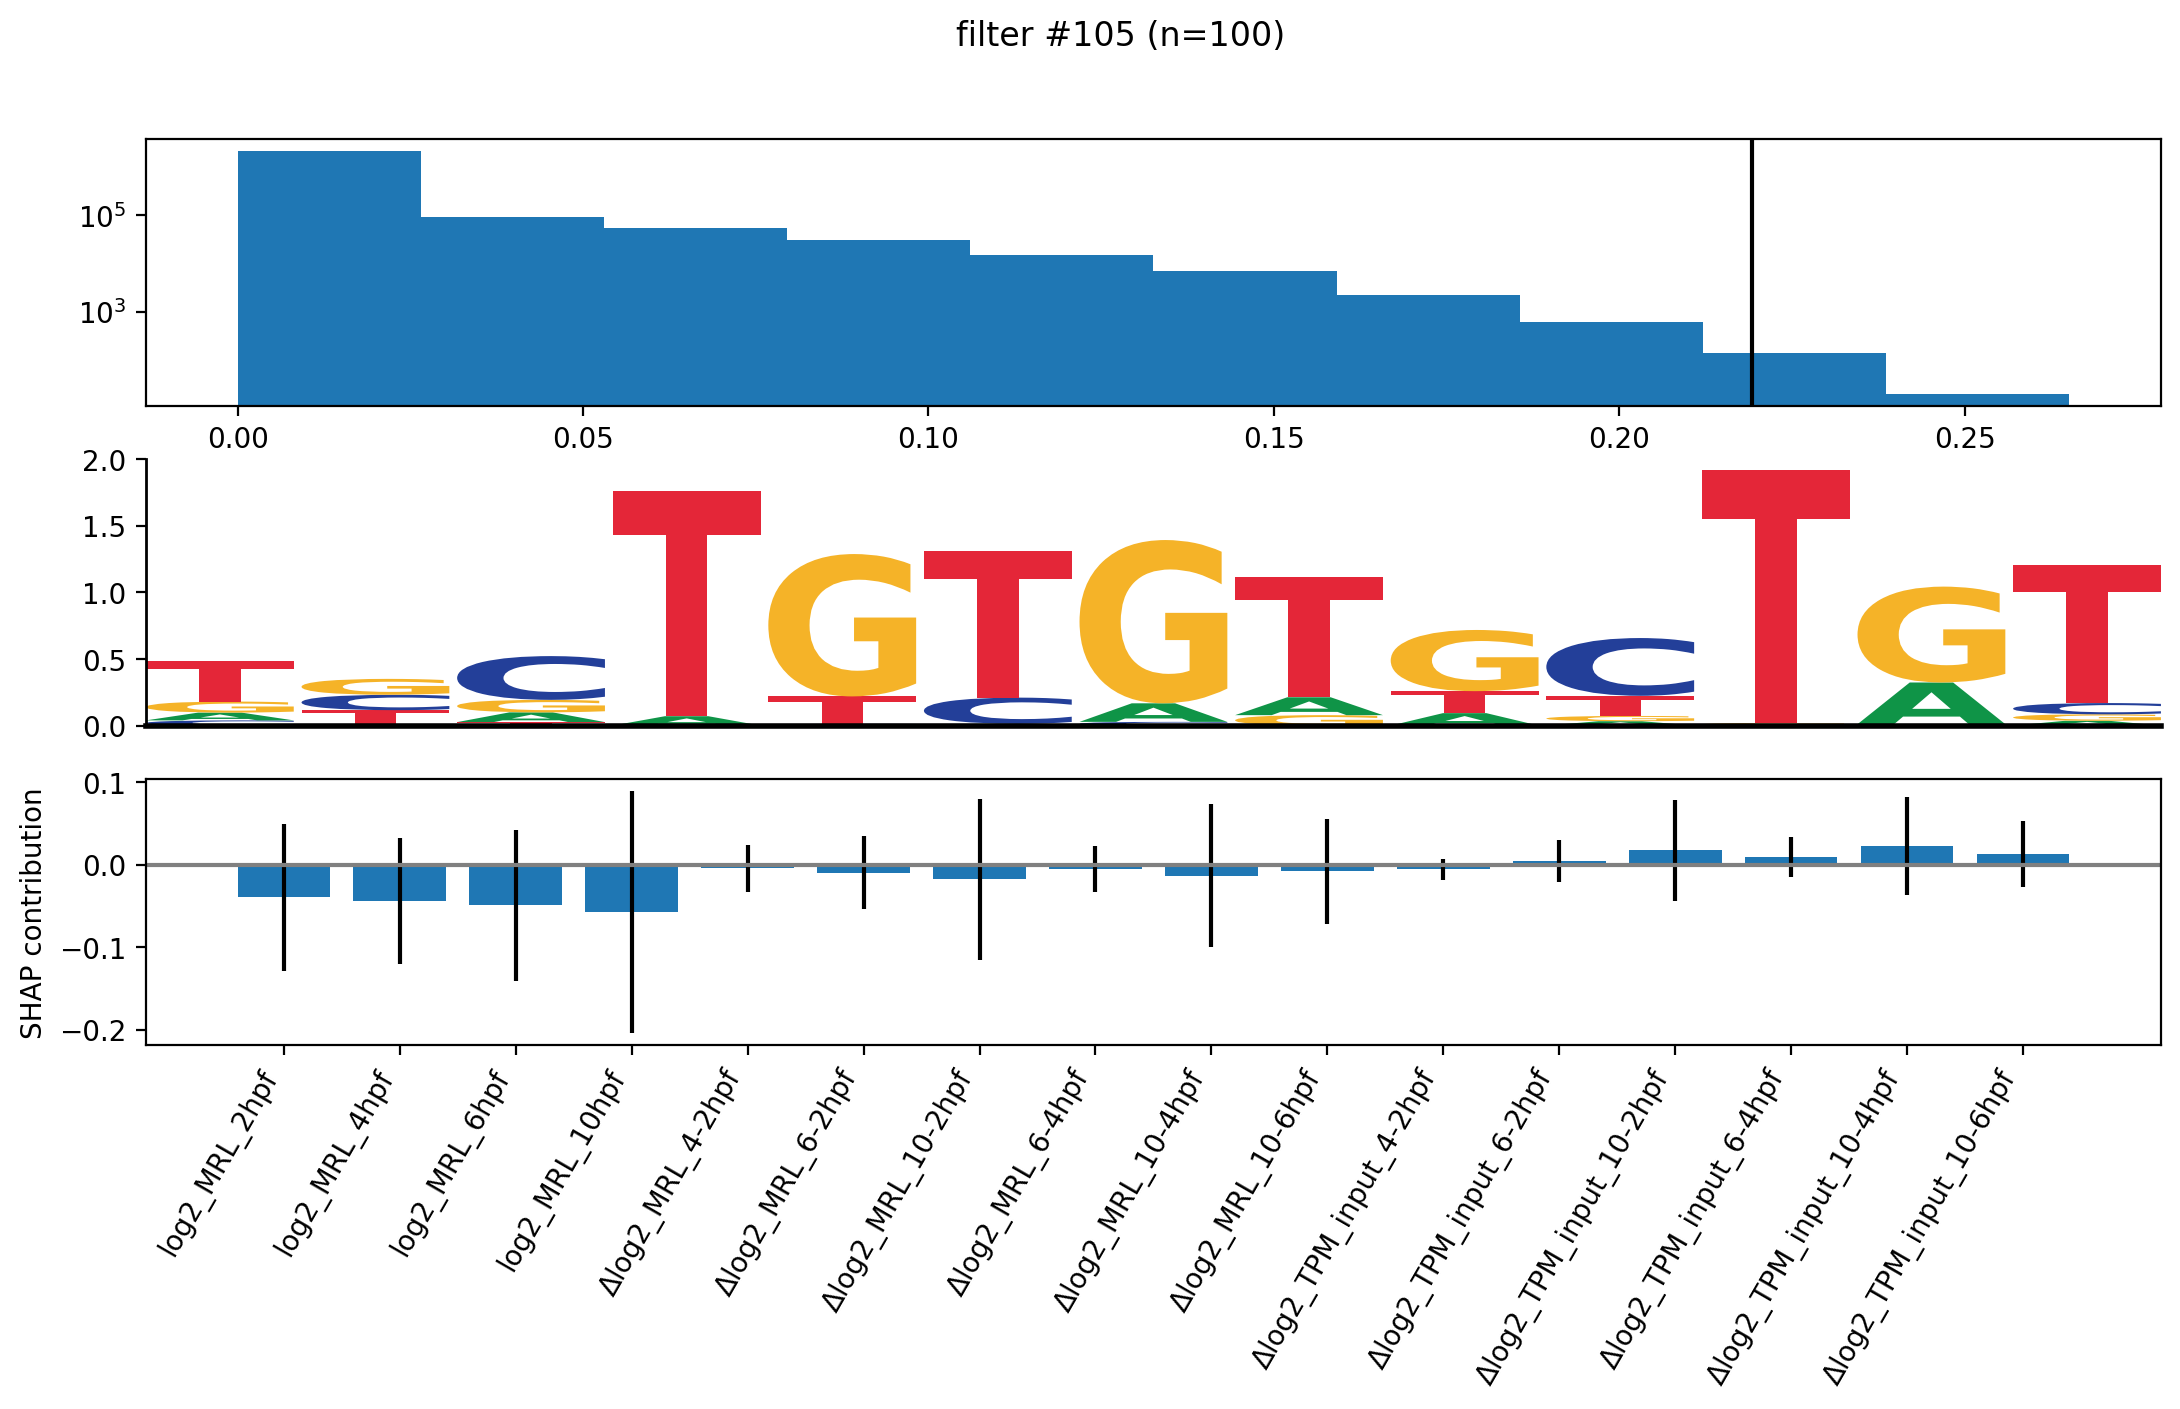 filter #105 (n=100)
10^5
10^3
0.00 0.05 0.10 0.15 0.20 0.25
2.0
1.5
1.0
0.5
0.0
T G C T G T G T G C T G T
0.1
0.0
−0.1
−0.2
SHAP contribution
log2_MRL_2hpf
log2_MRL_4hpf
log2_MRL_6hpf
log2_MRL_10hpf
Δlog2_MRL_4-2hpf
Δlog2_MRL_6-2hpf
Δlog2_MRL_10-2hpf
Δlog2_MRL_6-4hpf
Δlog2_MRL_10-4hpf
Δlog2_MRL_10-6hpf
Δlog2_TPM_input_4-2hpf
Δlog2_TPM_input_6-2hpf
Δlog2_TPM_input_10-2hpf
Δlog2_TPM_input_6-4hpf
Δlog2_TPM_input_10-4hpf
Δlog2_TPM_input_10-6hpf